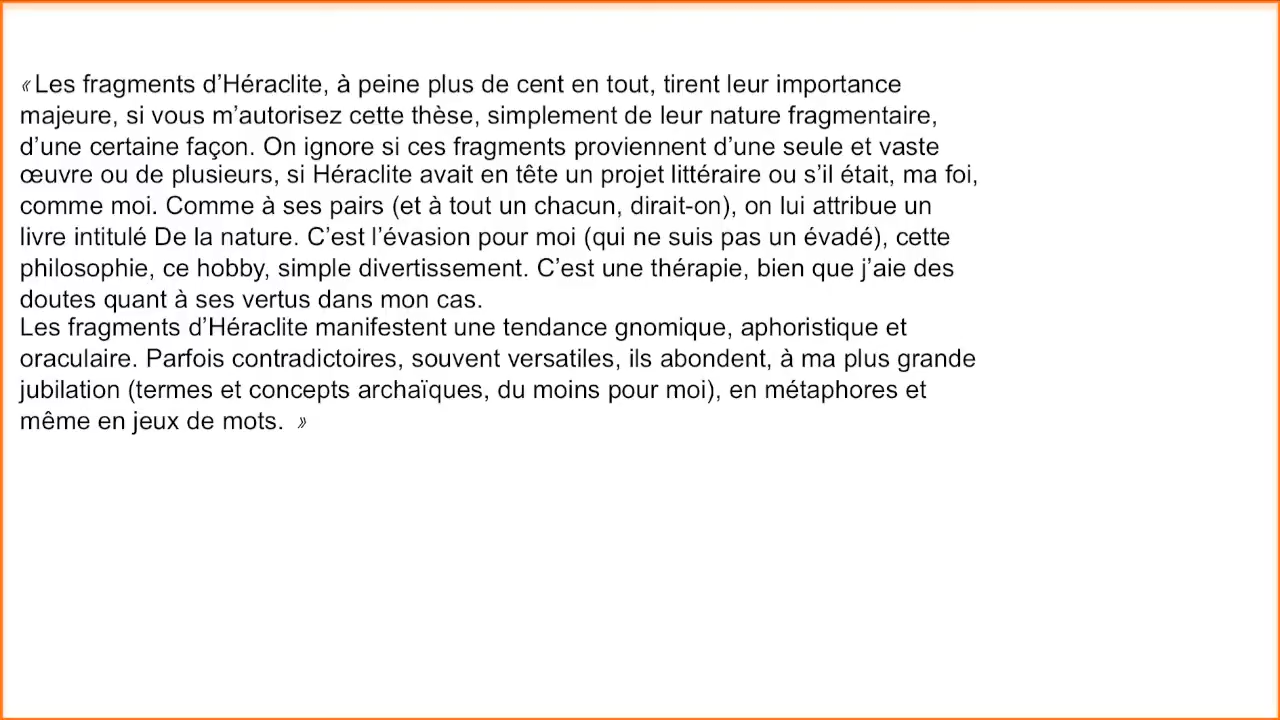 « Les fragments d’Héraclite, à peine plus de cent en tout, tirent leur importance
majeure, si vous m’autorisez cette thèse, simplement de leur nature fragmentaire,
d’une certaine façon. On ignore si ces fragments proviennent d’une seule et vaste
œuvre ou de plusieurs, si Héraclite avait en tête un projet littéraire ou s’il était, ma foi,
comme moi. Comme à ses pairs (et à tout un chacun, dirait-on), on lui attribue un
livre intitulé De la nature. C’est l’évasion pour moi (qui ne suis pas un évadé), cette
philosophie, ce hobby, simple divertissement. C’est une thérapie, bien que j’aie des
doutes quant à ses vertus dans mon cas.
Les fragments d’Héraclite manifestent une tendance gnomique, aphoristique et
oraculaire. Parfois contradictoires, souvent versatiles, ils abondent, à ma plus grande
jubilation (termes et concepts archaïques, du moins pour moi), en métaphores et
même en jeux de mots. »